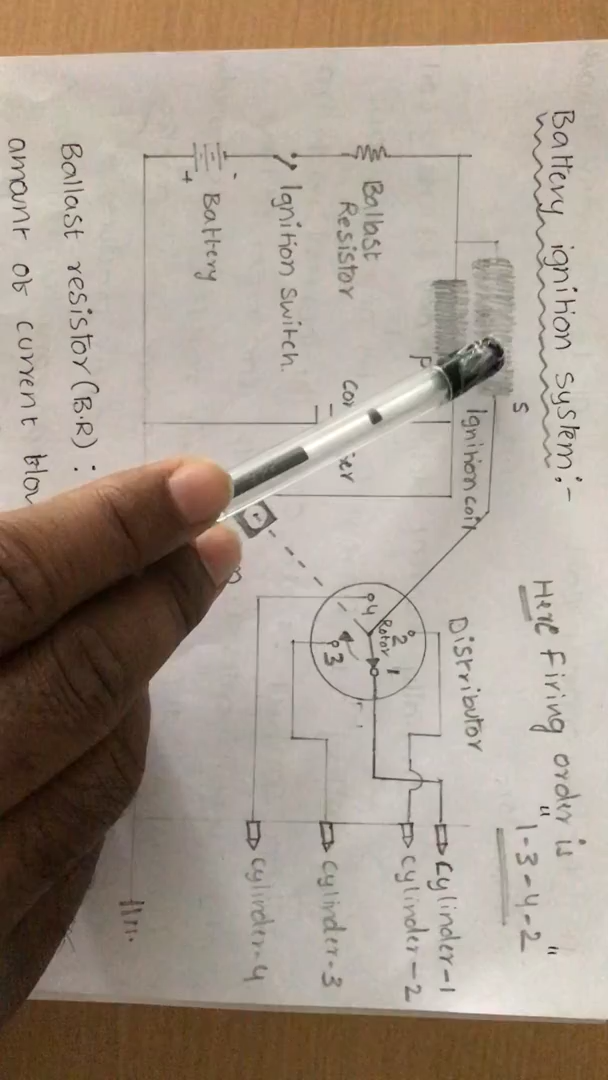 Battery ignition system:-
Here firing order is
"1-3-4-2"
S
P
Ignition coil
Distributor
Ballast
Resistor
Ignition switch.
Battery
- +
2
4
Rotor
1
3
Cylinder-1
Cylinder-2
Cylinder-3
Cylinder-4
Ballast resistor (B.R) :
amant of current